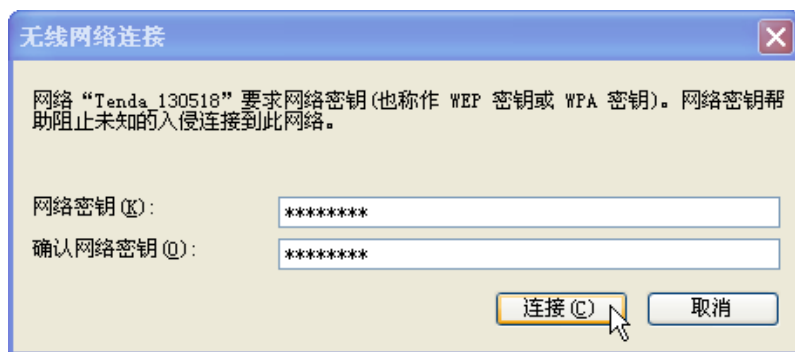 无线网络连接
网络“Tenda_130518”要求网络密钥(也称作 WEP 密钥或 WPA 密钥)。网络密钥帮
助阻止未知的入侵连接到此网络。
网络密钥(K): ********
确认网络密钥(O): ********
连接(C) 取消